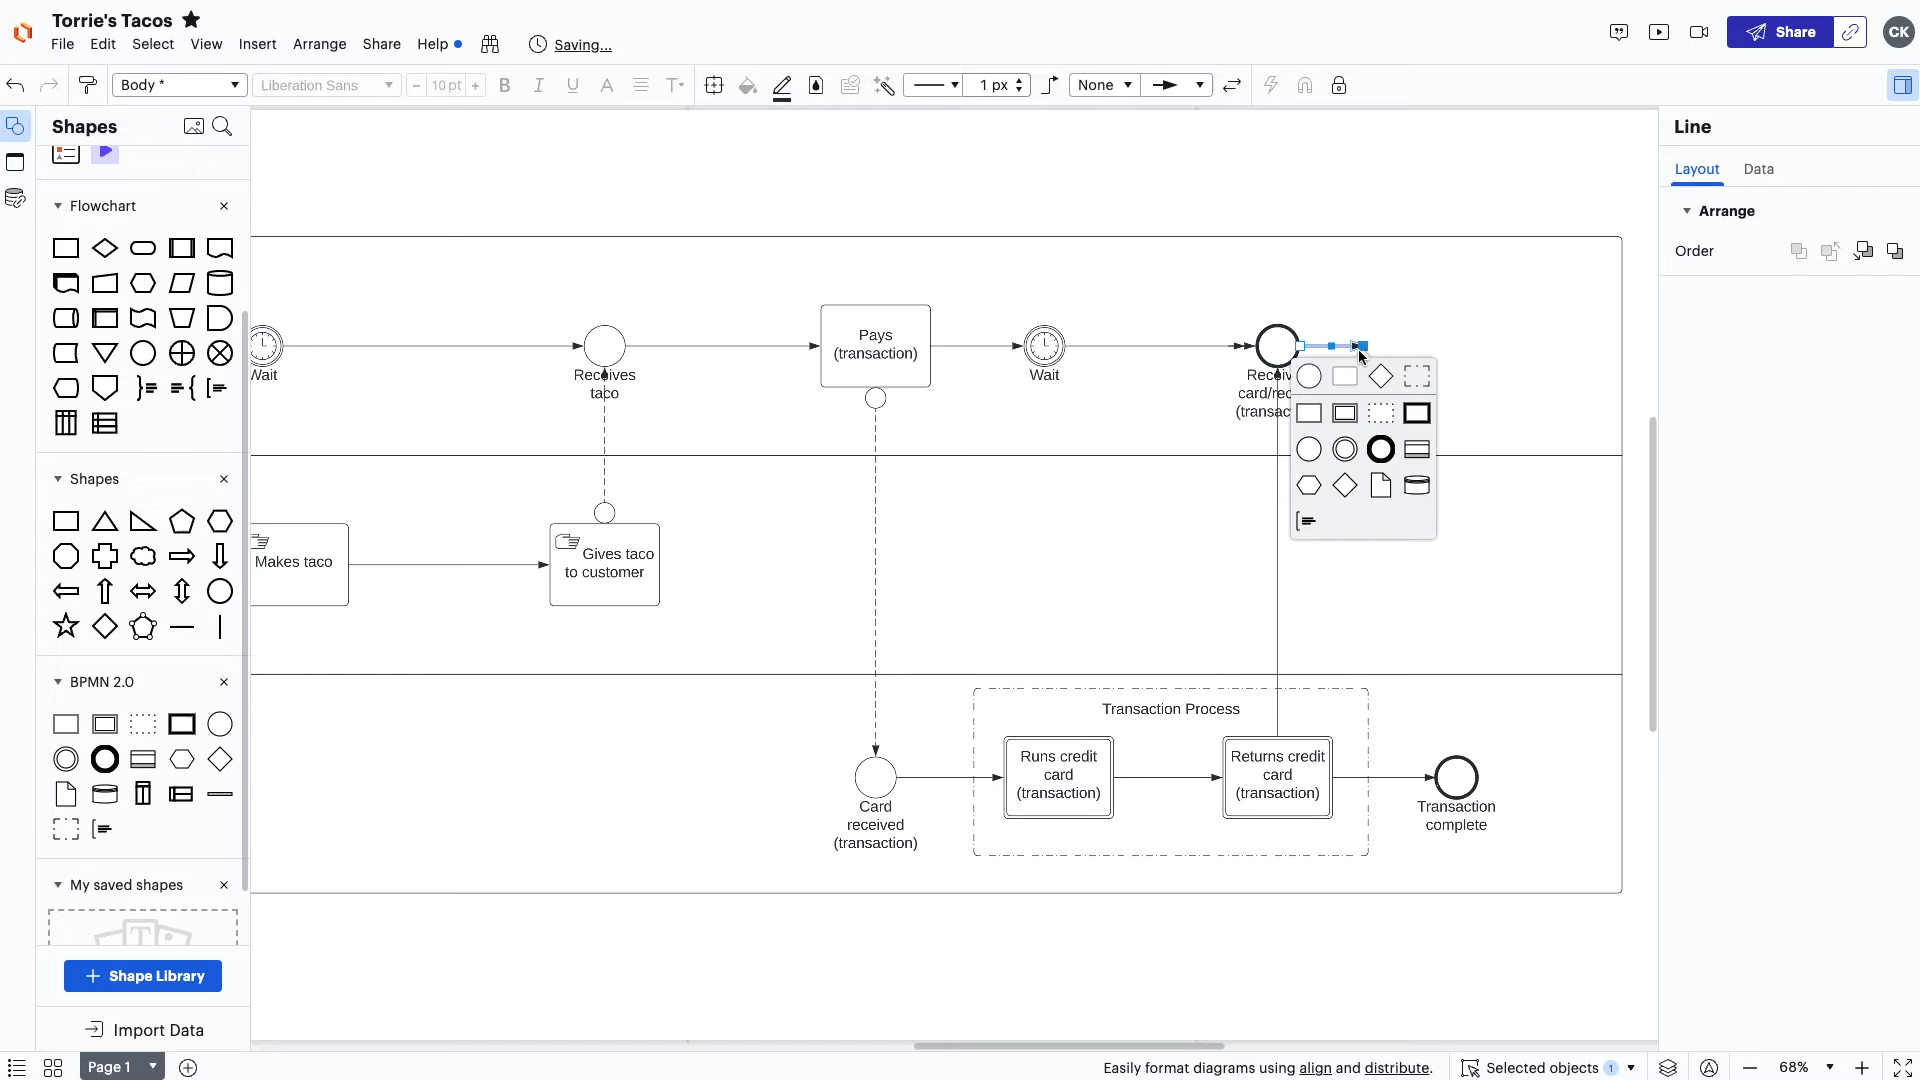 Torrie's Tacos
File Edit Select View Insert Arrange Share Help
Saving...
Share
CK
Body *
Liberation Sans
10 pt
B I U A T
1 px
None
Shapes
Flowchart
Shapes
BPMN 2.0
My saved shapes
T
+ Shape Library
Import Data
Line
Layout Data
Arrange
Order
Wait
Receives
taco
Pays
(transaction)
Wait
Receiv
card/rec
(transac
Makes taco
Gives taco
to customer
Transaction Process
Runs credit
card
(transaction)
Returns credit
card
(transaction)
Card
received
(transaction)
Transaction
complete
Page 1
Easily format diagrams using align and distribute.
Selected objects 1
68%